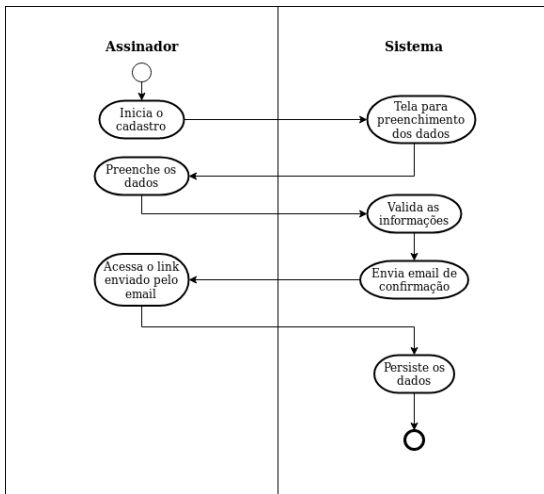 Assinador
Sistema
Inicia o
cadastro
Tela para
preenchimento
dos dados
Preenche os
dados
Valida as
informações
Envia email de
confirmação
Acessa o link
enviado pelo
email
Persiste os
dados